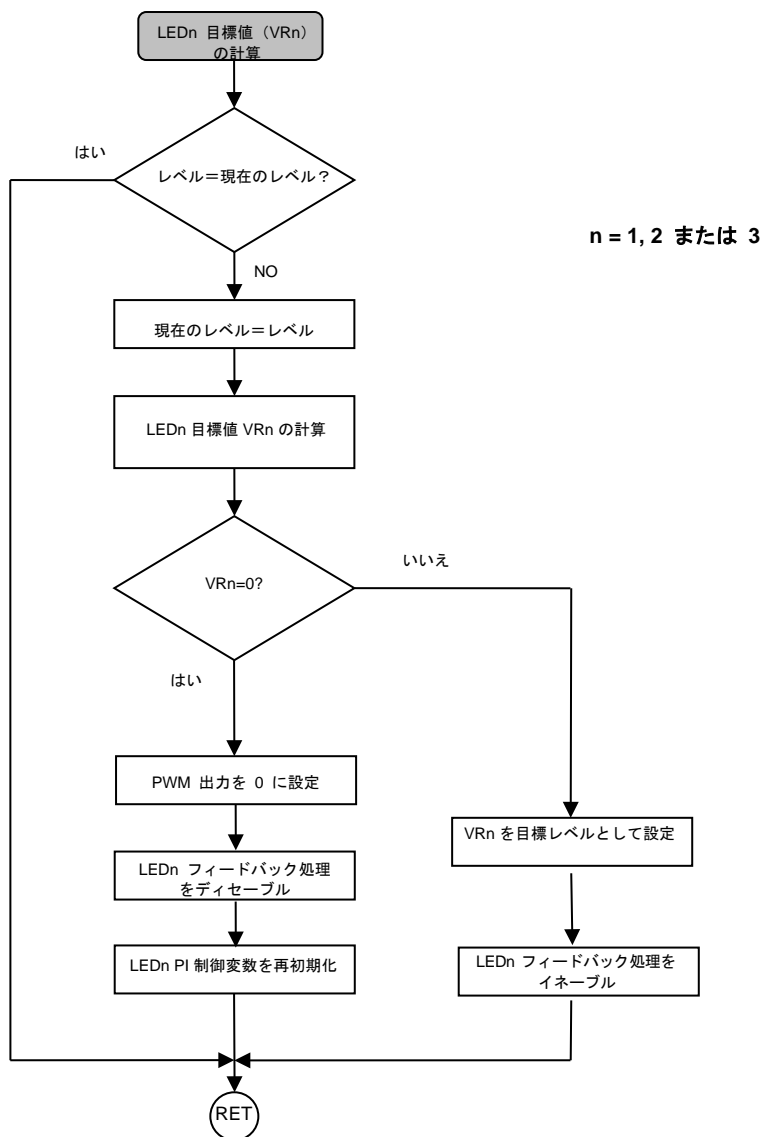 LEDn 目標値（VRn）
の計算
はい
レベル＝現在のレベル？
n = 1, 2 または 3
NO
現在のレベル＝レベル
LEDn 目標値 VRn の計算
VRn=0?
いいえ
はい
PWM 出力を 0 に設定
VRn を目標レベルとして設定
LEDn フィードバック処理
をディセーブル
LEDn PI 制御変数を再初期化
LEDn フィードバック処理を
イネーブル
RET